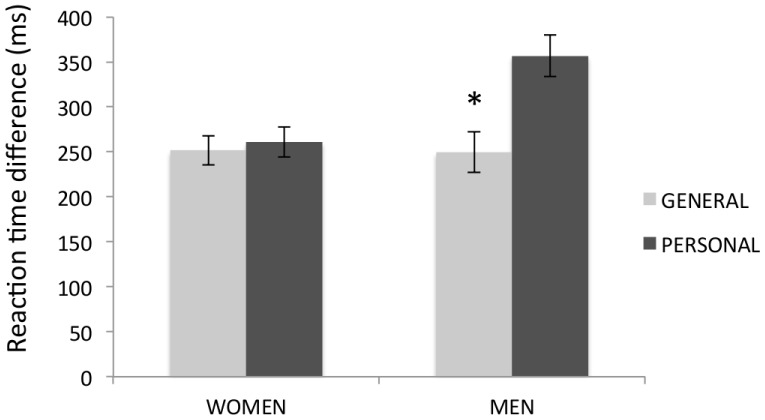 Reaction time difference (ms)
400
350
300
250
200
150
100
50
0
*
WOMEN
MEN
GENERAL
PERSONAL